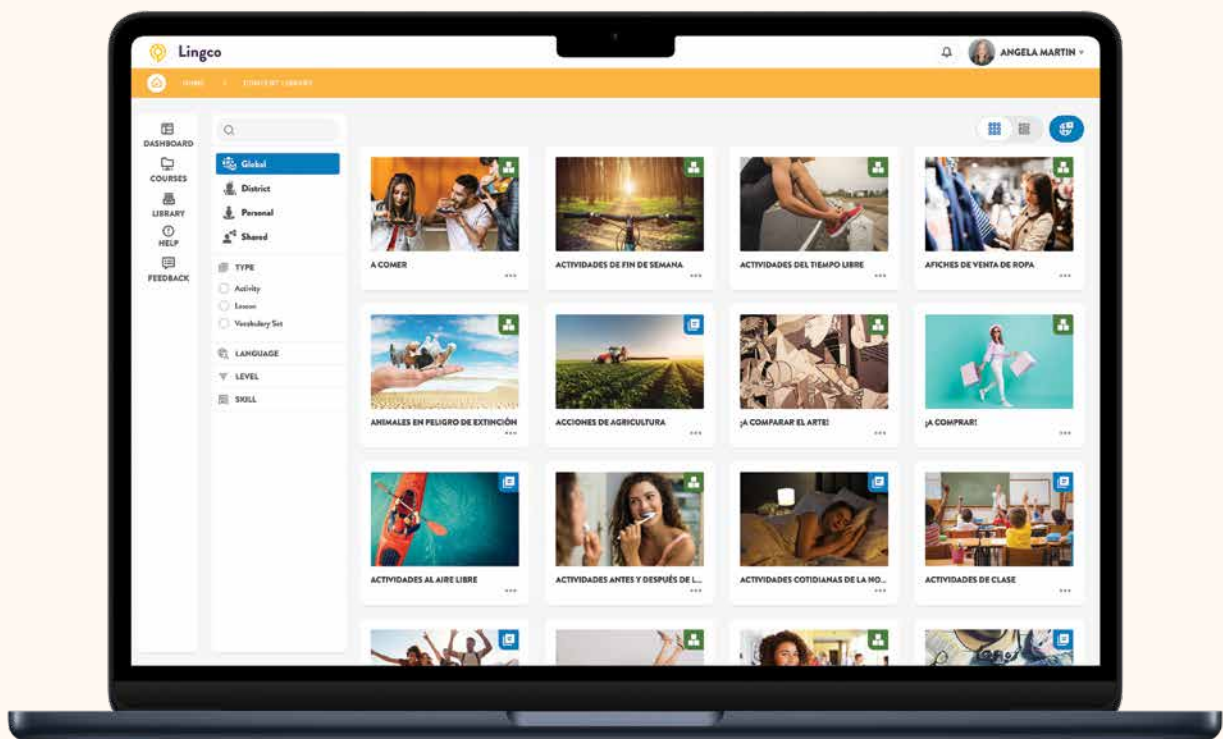 Lingco
ANGELA MARTIN
HOME > CONTENT LIBRARY
DASHBOARD
COURSES
LIBRARY
HELP
FEEDBACK
Global
District
Personal
Shared
TYPE
Activity
Lesson
Vocabulary Set
LANGUAGE
LEVEL
SKILL
A COMER
ACTIVIDADES DE FIN DE SEMANA
ACTIVIDADES DEL TIEMPO LIBRE
AFICHES DE VENTA DE ROPA
ANIMALES EN PELIGRO DE EXTINCIÓN
ACCIONES DE AGRICULTURA
¡A COMPARAR EL ARTE!
¡A COMPRAR!
ACTIVIDADES AL AIRE LIBRE
ACTIVIDADES ANTES Y DESPUÉS DE L...
ACTIVIDADES COTIDIANAS DE LA NO...
ACTIVIDADES DE CLASE